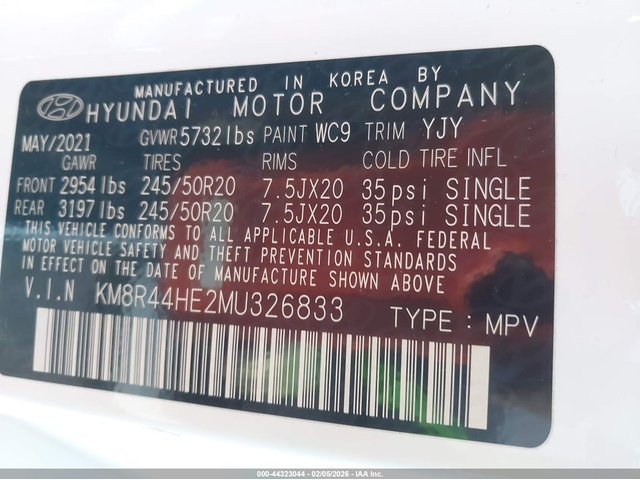 MANUFACTURED IN KOREA BY
HYUNDAI MOTOR COMPANY
MAY/2021 GVWR 5732lbs PAINT WC9 TRIM YJY
GAWR TIRES RIMS COLD TIRE INFL
FRONT 2954lbs 245/50R20 7.5JX20 35psi SINGLE
REAR 3197lbs 245/50R20 7.5JX20 35psi SINGLE
THIS VEHICLE CONFORMS TO ALL APPLICABLE U.S.A. FEDERAL
MOTOR VEHICLE SAFETY AND THEFT PREVENTION STANDARDS
IN EFFECT ON THE DATE OF MANUFACTURE SHOWN ABOVE
V.I.N KM8R44HE2MU326833 TYPE : MPV
000-44323044 - 02/05/2026 - IAA Inc.